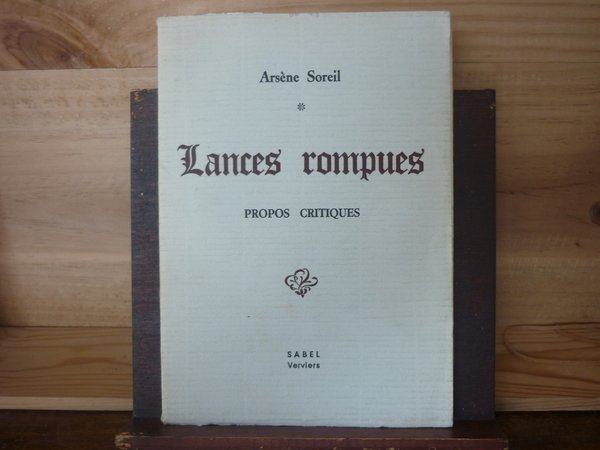 Arsène Soreil
Lances rompues
PROPOS CRITIQUES
SABEL
Verviers